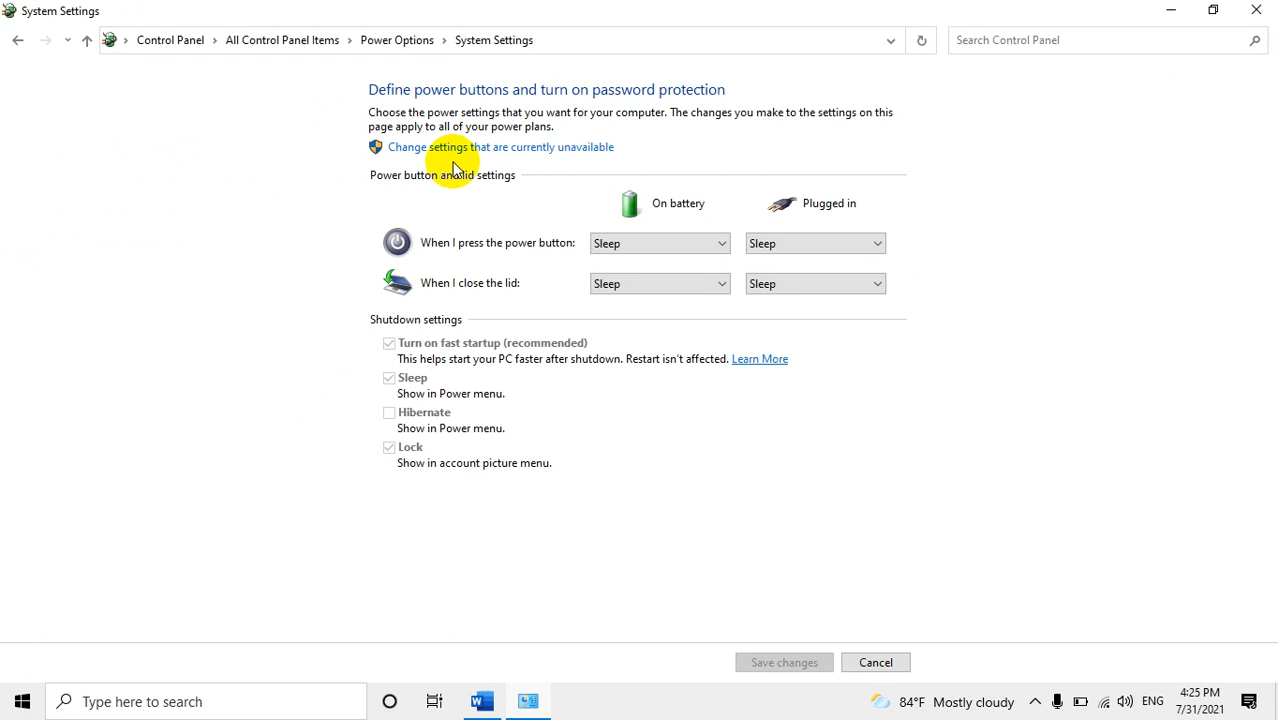 System Settings
Control Panel > All Control Panel Items > Power Options > System Settings
Search Control Panel
Define power buttons and turn on password protection
Choose the power settings that you want for your computer. The changes you make to the settings on this
page apply to all of your power plans.
Change settings that are currently unavailable
Power button and lid settings
On battery Plugged in
When I press the power button: Sleep Sleep
When I close the lid: Sleep Sleep
Shutdown settings
Turn on fast startup (recommended)
This helps start your PC faster after shutdown. Restart isn't affected. Learn More
Sleep
Show in Power menu.
Hibernate
Show in Power menu.
Lock
Show in account picture menu.
Save changes Cancel
Type here to search
84°F Mostly cloudy
ENG
4:25 PM
7/31/2021